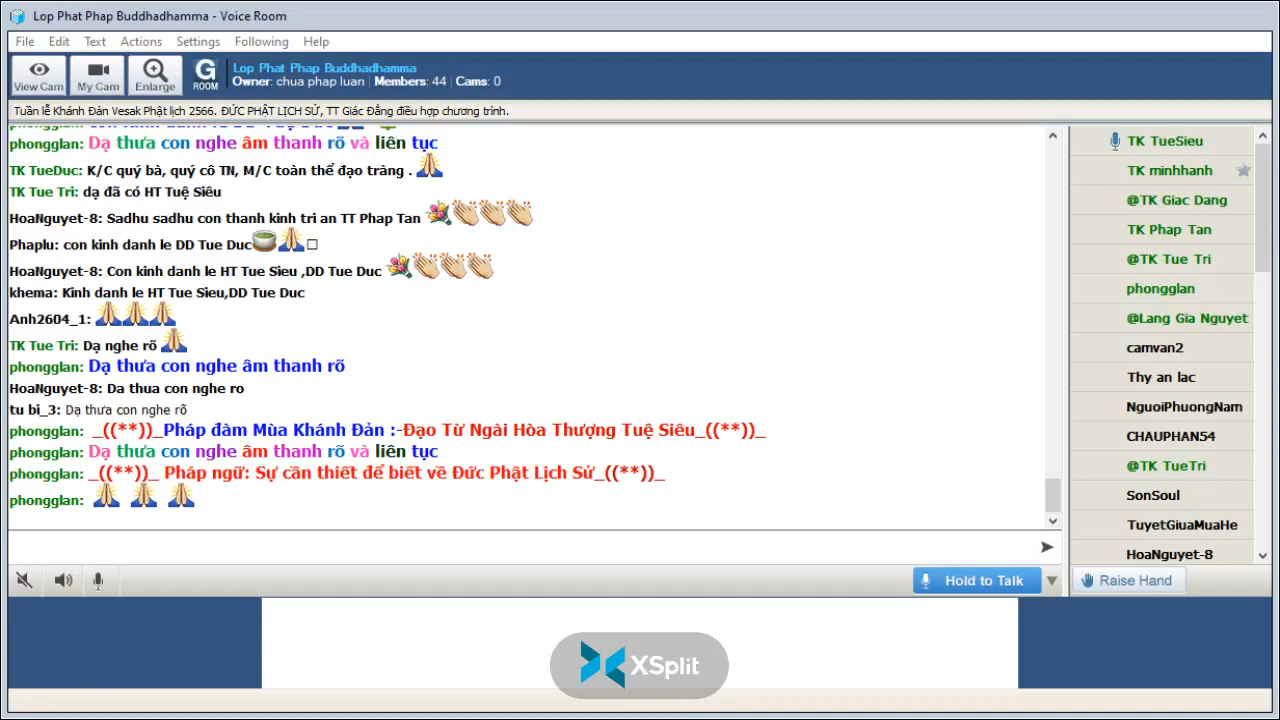 Lop Phat Phap Buddhadhamma - Voice Room
File Edit Text Actions Settings Following Help
View Cam My Cam Enlarge G ROOM
Lop Phat Phap Buddhadhamma
Owner: chua phap luan | Members: 44 | Cams: 0
Tuần lễ Khánh Đản Vesak Phật lịch 2566. ĐỨC PHẬT LỊCH SỬ, TT Giác Đẳng điều hợp chương trình.
phongglan: Dạ thưa con nghe âm thanh rõ và liên tục
TK TueDuc: K/C quý bà, quý cô TN, M/C toàn thể đạo tràng . 🙏
TK Tue Tri: dạ đã có HT Tuệ Siêu
HoaNguyet-8: Sadhu sadhu con thanh kinh tri an TT Phap Tan 💐👏👏👏
Phaplu: con kinh danh le DD Tue Duc🍵🙏□
HoaNguyet-8: Con kinh danh le HT Tue Sieu ,DD Tue Duc 💐👏👏👏
khema: Kinh danh le HT Tue Sieu,DD Tue Duc
Anh2604_1: 🙏🙏🙏
TK Tue Tri: Dạ nghe rõ 🙏
phongglan: Dạ thưa con nghe âm thanh rõ
HoaNguyet-8: Da thua con nghe ro
tu bi_3: Dạ thưa con nghe rõ
phongglan: _((**))_Pháp đàm Mùa Khánh Đản :-Đạo Từ Ngài Hòa Thượng Tuệ Siêu_((**))_
phongglan: Dạ thưa con nghe âm thanh rõ và liên tục
phongglan: _((**))_ Pháp ngữ: Sự cần thiết để biết về Đức Phật Lịch Sử_((**))_
phongglan: 🙏 🙏 🙏
TK TueSieu
TK minhhanh
@TK Giac Dang
TK Phap Tan
@TK Tue Tri
phongglan
@Lang Gia Nguyet
camvan2
Thy an lac
NguoiPhuongNam
CHAUPHAN54
@TK TueTri
SonSoul
TuyetGiuaMuaHe
HoaNguyet-8
Hold to Talk
Raise Hand
XSplit